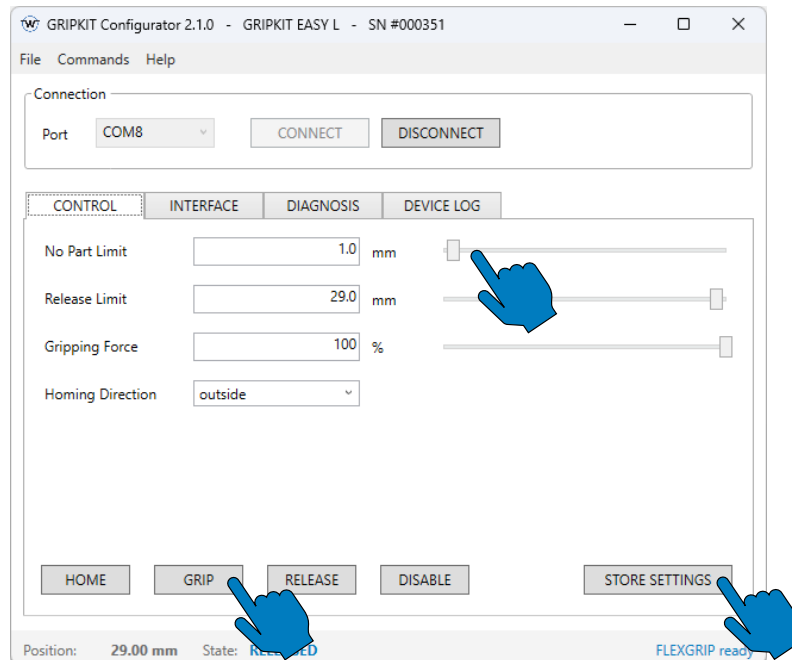 GRIPKIT Configurator 2.1.0 - GRIPKIT EASY L - SN #000351
File Commands Help
Connection
Port COM8 CONNECT DISCONNECT
CONTROL INTERFACE DIAGNOSIS DEVICE LOG
No Part Limit 1.0 mm
Release Limit 29.0 mm
Gripping Force 100 %
Homing Direction outside
HOME GRIP RELEASE DISABLE STORE SETTINGS
Position: 29.00 mm State: RELEASED FLEXGRIP ready